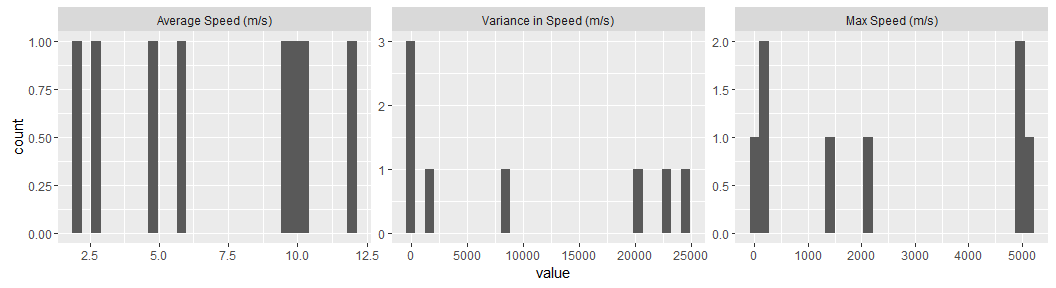 Average Speed (m/s)
Variance in Speed (m/s)
Max Speed (m/s)
count
1.00
0.75
0.50
0.25
0.00
3
2
1
0
2.0
1.5
1.0
0.5
0.0
2.5 5.0 7.5 10.0 12.5
0 5000 10000 15000 20000 25000
0 1000 2000 3000 4000 5000
value